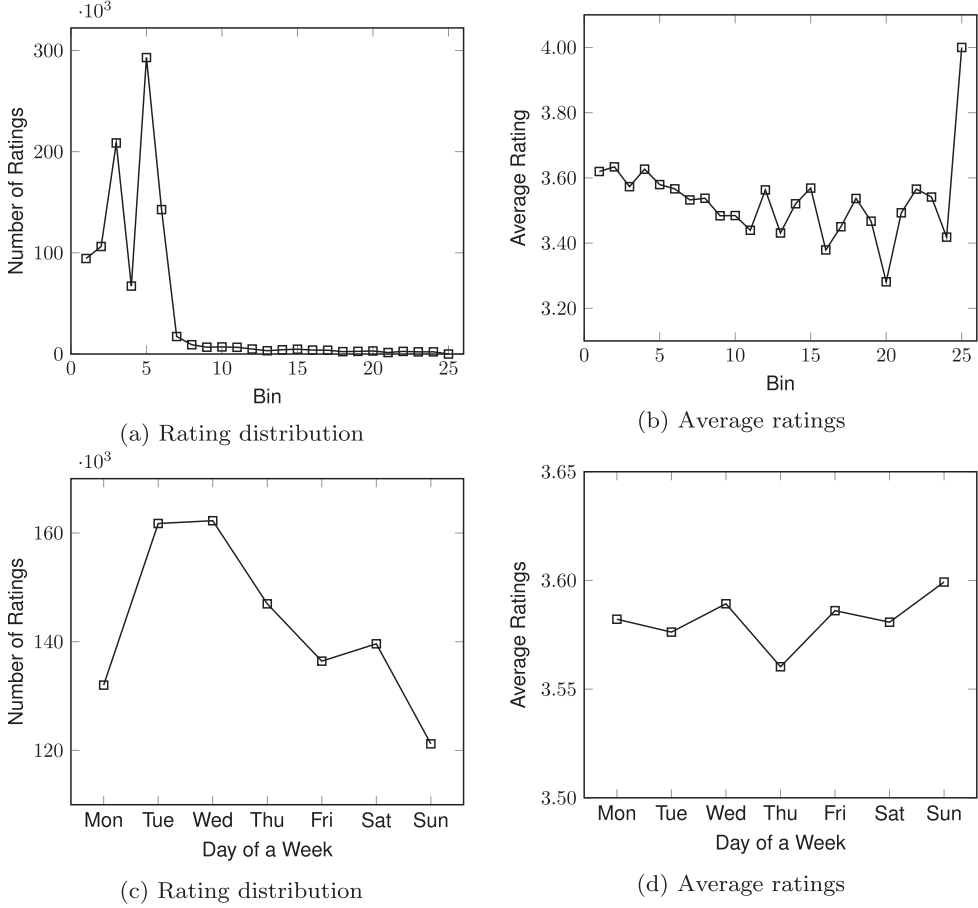 ·10³
300
200
100
0
Number of Ratings
0 5 10 15 20 25
Bin
(a) Rating distribution
4.00
3.80
3.60
3.40
3.20
Average Rating
0 5 10 15 20 25
Bin
(b) Average ratings
·10³
160
140
120
Number of Ratings
Mon Tue Wed Thu Fri Sat Sun
Day of a Week
(c) Rating distribution
3.65
3.60
3.55
3.50
Average Ratings
Mon Tue Wed Thu Fri Sat Sun
Day of a Week
(d) Average ratings